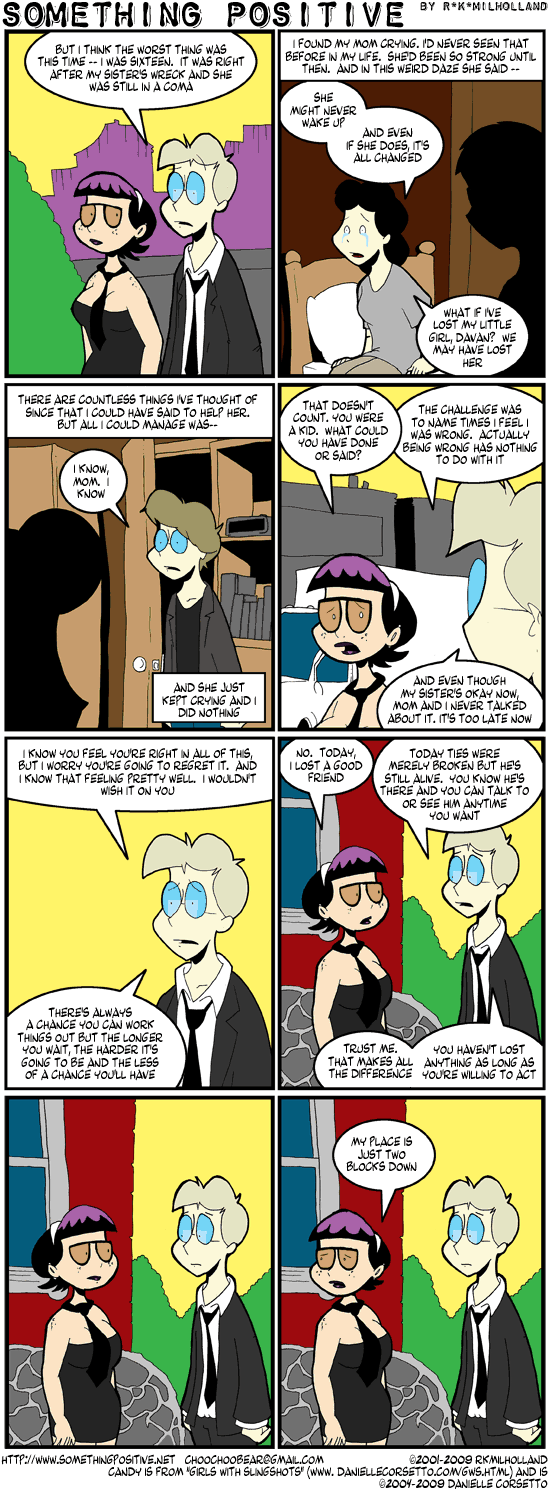 SOMETHING POSITIVE BY R*K*MILHOLLAND
BUT I THINK THE WORST THING WAS
THIS TIME -- I WAS SIXTEEN. IT WAS RIGHT
AFTER MY SISTER'S WRECK AND SHE
WAS STILL IN A COMA
I FOUND MY MOM CRYING. I'D NEVER SEEN THAT
BEFORE IN MY LIFE. SHE'D BEEN SO STRONG UNTIL
THEN. AND IN THIS WEIRD DAZE SHE SAID --
SHE
MIGHT NEVER
WAKE UP
AND EVEN
IF SHE DOES, IT'S
ALL CHANGED
WHAT IF I'VE
LOST MY LITTLE
GIRL, DAVAN? WE
MAY HAVE LOST
HER
THERE ARE COUNTLESS THINGS I'VE THOUGHT OF
SINCE THAT I COULD HAVE SAID TO HELP HER.
BUT ALL I COULD MANAGE WAS--
I KNOW,
MOM. I
KNOW
AND SHE JUST
KEPT CRYING AND I
DID NOTHING
THAT DOESN'T
COUNT. YOU WERE
A KID. WHAT COULD
YOU HAVE DONE
OR SAID?
THE CHALLENGE WAS
TO NAME TIMES I FEEL I
WAS WRONG. ACTUALLY
BEING WRONG HAS NOTHING
TO DO WITH IT
AND EVEN THOUGH
MY SISTER'S OKAY NOW,
MOM AND I NEVER TALKED
ABOUT IT. IT'S TOO LATE NOW
I KNOW YOU FEEL YOU'RE RIGHT IN ALL OF THIS,
BUT I WORRY YOU'RE GOING TO REGRET IT. AND
I KNOW THAT FEELING PRETTY WELL. I WOULDN'T
WISH IT ON YOU
THERE'S ALWAYS
A CHANCE YOU CAN WORK
THINGS OUT BUT THE LONGER
YOU WAIT, THE HARDER IT'S
GOING TO BE AND THE LESS
OF A CHANCE YOU'LL HAVE
NO. TODAY,
I LOST A GOOD
FRIEND
TODAY TIES WERE
MERELY BROKEN BUT HE'S
STILL ALIVE. YOU KNOW HE'S
THERE AND YOU CAN TALK TO
OR SEE HIM ANYTIME
YOU WANT
TRUST ME.
THAT MAKES ALL
THE DIFFERENCE
YOU HAVEN'T LOST
ANYTHING AS LONG AS
YOU'RE WILLING TO ACT
MY PLACE IS
JUST TWO
BLOCKS DOWN
HTTP://WWW.SOMETHINGPOSITIVE.NET CHOOCHOOBEAR@GMAIL.COM ©2001-2009 RKMILHOLLAND
CANDY IS FROM "GIRLS WITH SLINGSHOTS" (WWW. DANIELLECORSETTO.COM/GWS.HTML) AND IS
©2004-2009 DANIELLE CORSETTO